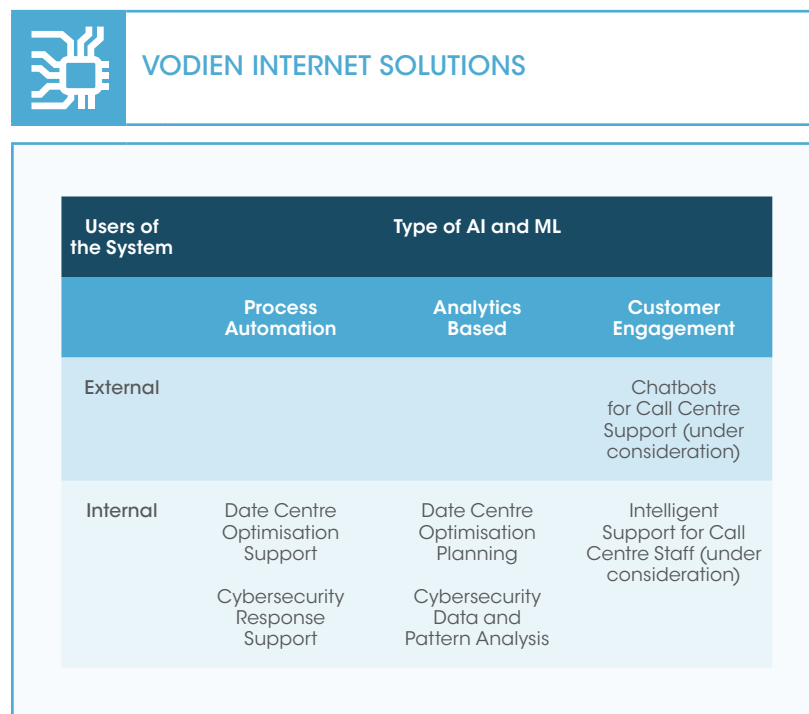 VODIEN INTERNET SOLUTIONS
Users of
the System
Type of AI and ML
Process
Automation
Analytics
Based
Customer
Engagement
External
Chatbots
for Call Centre
Support (under
consideration)
Internal
Date Centre
Optimisation
Support
Cybersecurity
Response
Support
Date Centre
Optimisation
Planning
Cybersecurity
Data and
Pattern Analysis
Intelligent
Support for Call
Centre Staff (under
consideration)